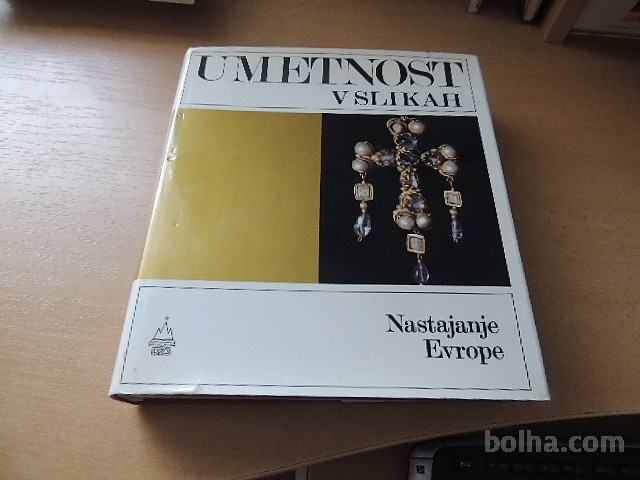 UMETNOST
V SLIKAH
Nastajanje
Evrope
bolha.com